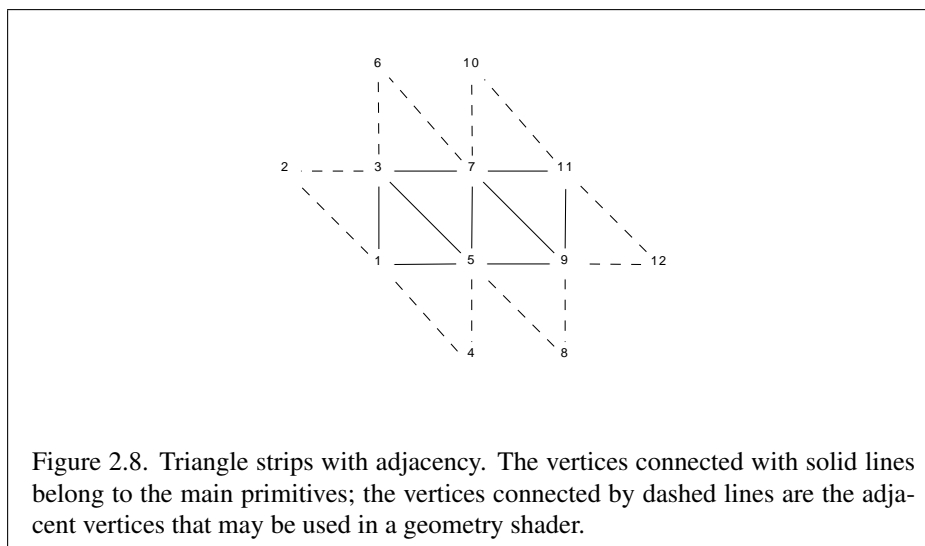 6 10
2 3 7 11
1 5 9 12
4 8
Figure 2.8. Triangle strips with adjacency. The vertices connected with solid lines
belong to the main primitives; the vertices connected by dashed lines are the adja-
cent vertices that may be used in a geometry shader.